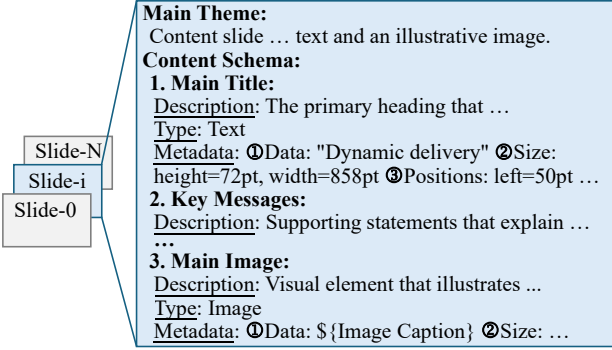 Slide-N
Slide-i
Slide-0
Main Theme:
Content slide … text and an illustrative image.
Content Schema:
1. Main Title:
Description: The primary heading that …
Type: Text
Metadata: ①Data: "Dynamic delivery" ②Size:
height=72pt, width=858pt ③Positions: left=50pt …
2. Key Messages:
Description: Supporting statements that explain …
…
3. Main Image:
Description: Visual element that illustrates ...
Type: Image
Metadata: ①Data: ${Image Caption} ②Size: …